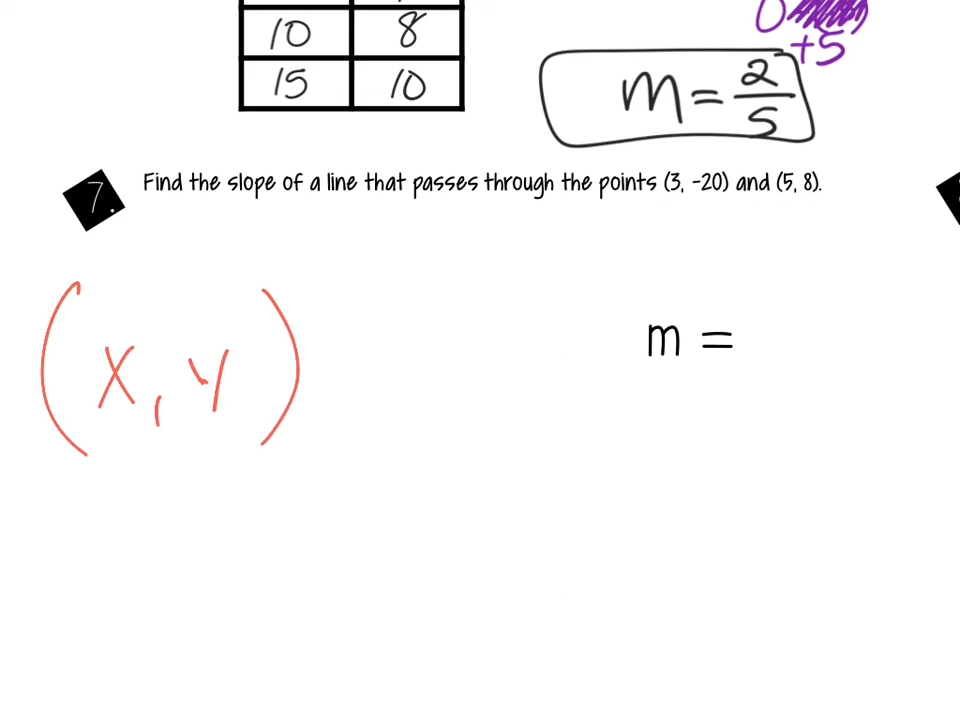 10 8
15 10
+5
m = 2/5
7. Find the slope of a line that passes through the points (3, -20) and (5, 8).
(x, y)
m =